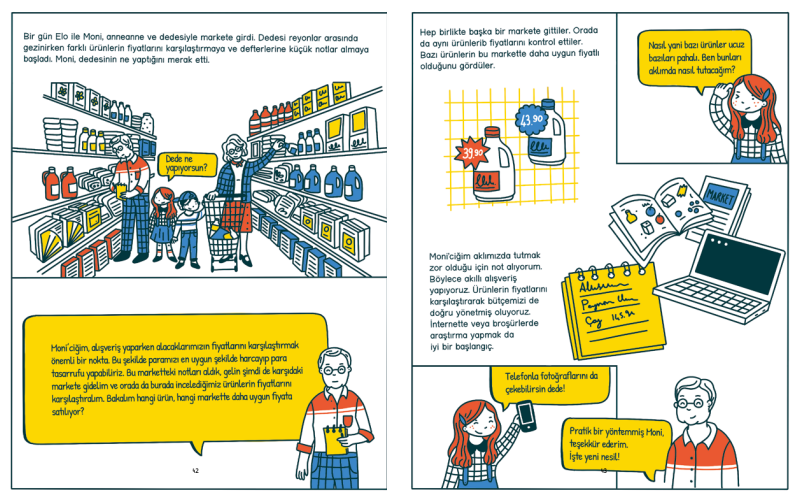 Bir gün Elo ile Moni, anneanne ve dedesiyle markete girdi. Dedesi reyonlar arasında
gezinirken farklı ürünlerin fiyatlarını karşılaştırmaya ve defterlerine küçük notlar almaya
başladı. Moni, dedesinin ne yaptığını merak etti.
Dede ne
yapıyorsun?
Moni'ciğim, alışveriş yaparken alacaklarımızın fiyatlarını karşılaştırmak
önemli bir nokta. Bu şekilde paramızı en uygun şekilde harcayıp para
tasarrufu yapabiliriz. Bu marketteki notları aldık, gelin şimdi de karşıdaki
markete gidelim ve orada da burada incelediğimiz ürünlerin fiyatlarını
karşılaştıralım. Bakalım hangi ürün, hangi markette daha uygun fiyata
satılıyor?
42
Hep birlikte başka bir markete gittiler. Orada
da aynı ürünlerib fiyatlarını kontrol ettiler.
Bazı ürünlerin bu markette daha uygun fiyatlı
olduğunu gördüler.
Nasıl yani bazı ürünler ucuz
bazıları pahalı. Ben bunları
aklımda nasıl tutacağım?
43.90
39.90
MARKET
Moni'ciğim aklımızda tutmak
zor olduğu için not alıyorum.
Böylece akıllı alışveriş
yapıyoruz. Ürünlerin fiyatlarını
karşılaştırarak bütçemizi de
doğru yönetmiş oluyoruz.
İnternette veya broşürlerde
araştırma yapmak da
iyi bir başlangıç.
Çay
Telefonla fotoğraflarını da
çekebilirsin dede!
Pratik bir yöntemmiş Moni,
teşekkür ederim.
İşte yeni nesil!
43